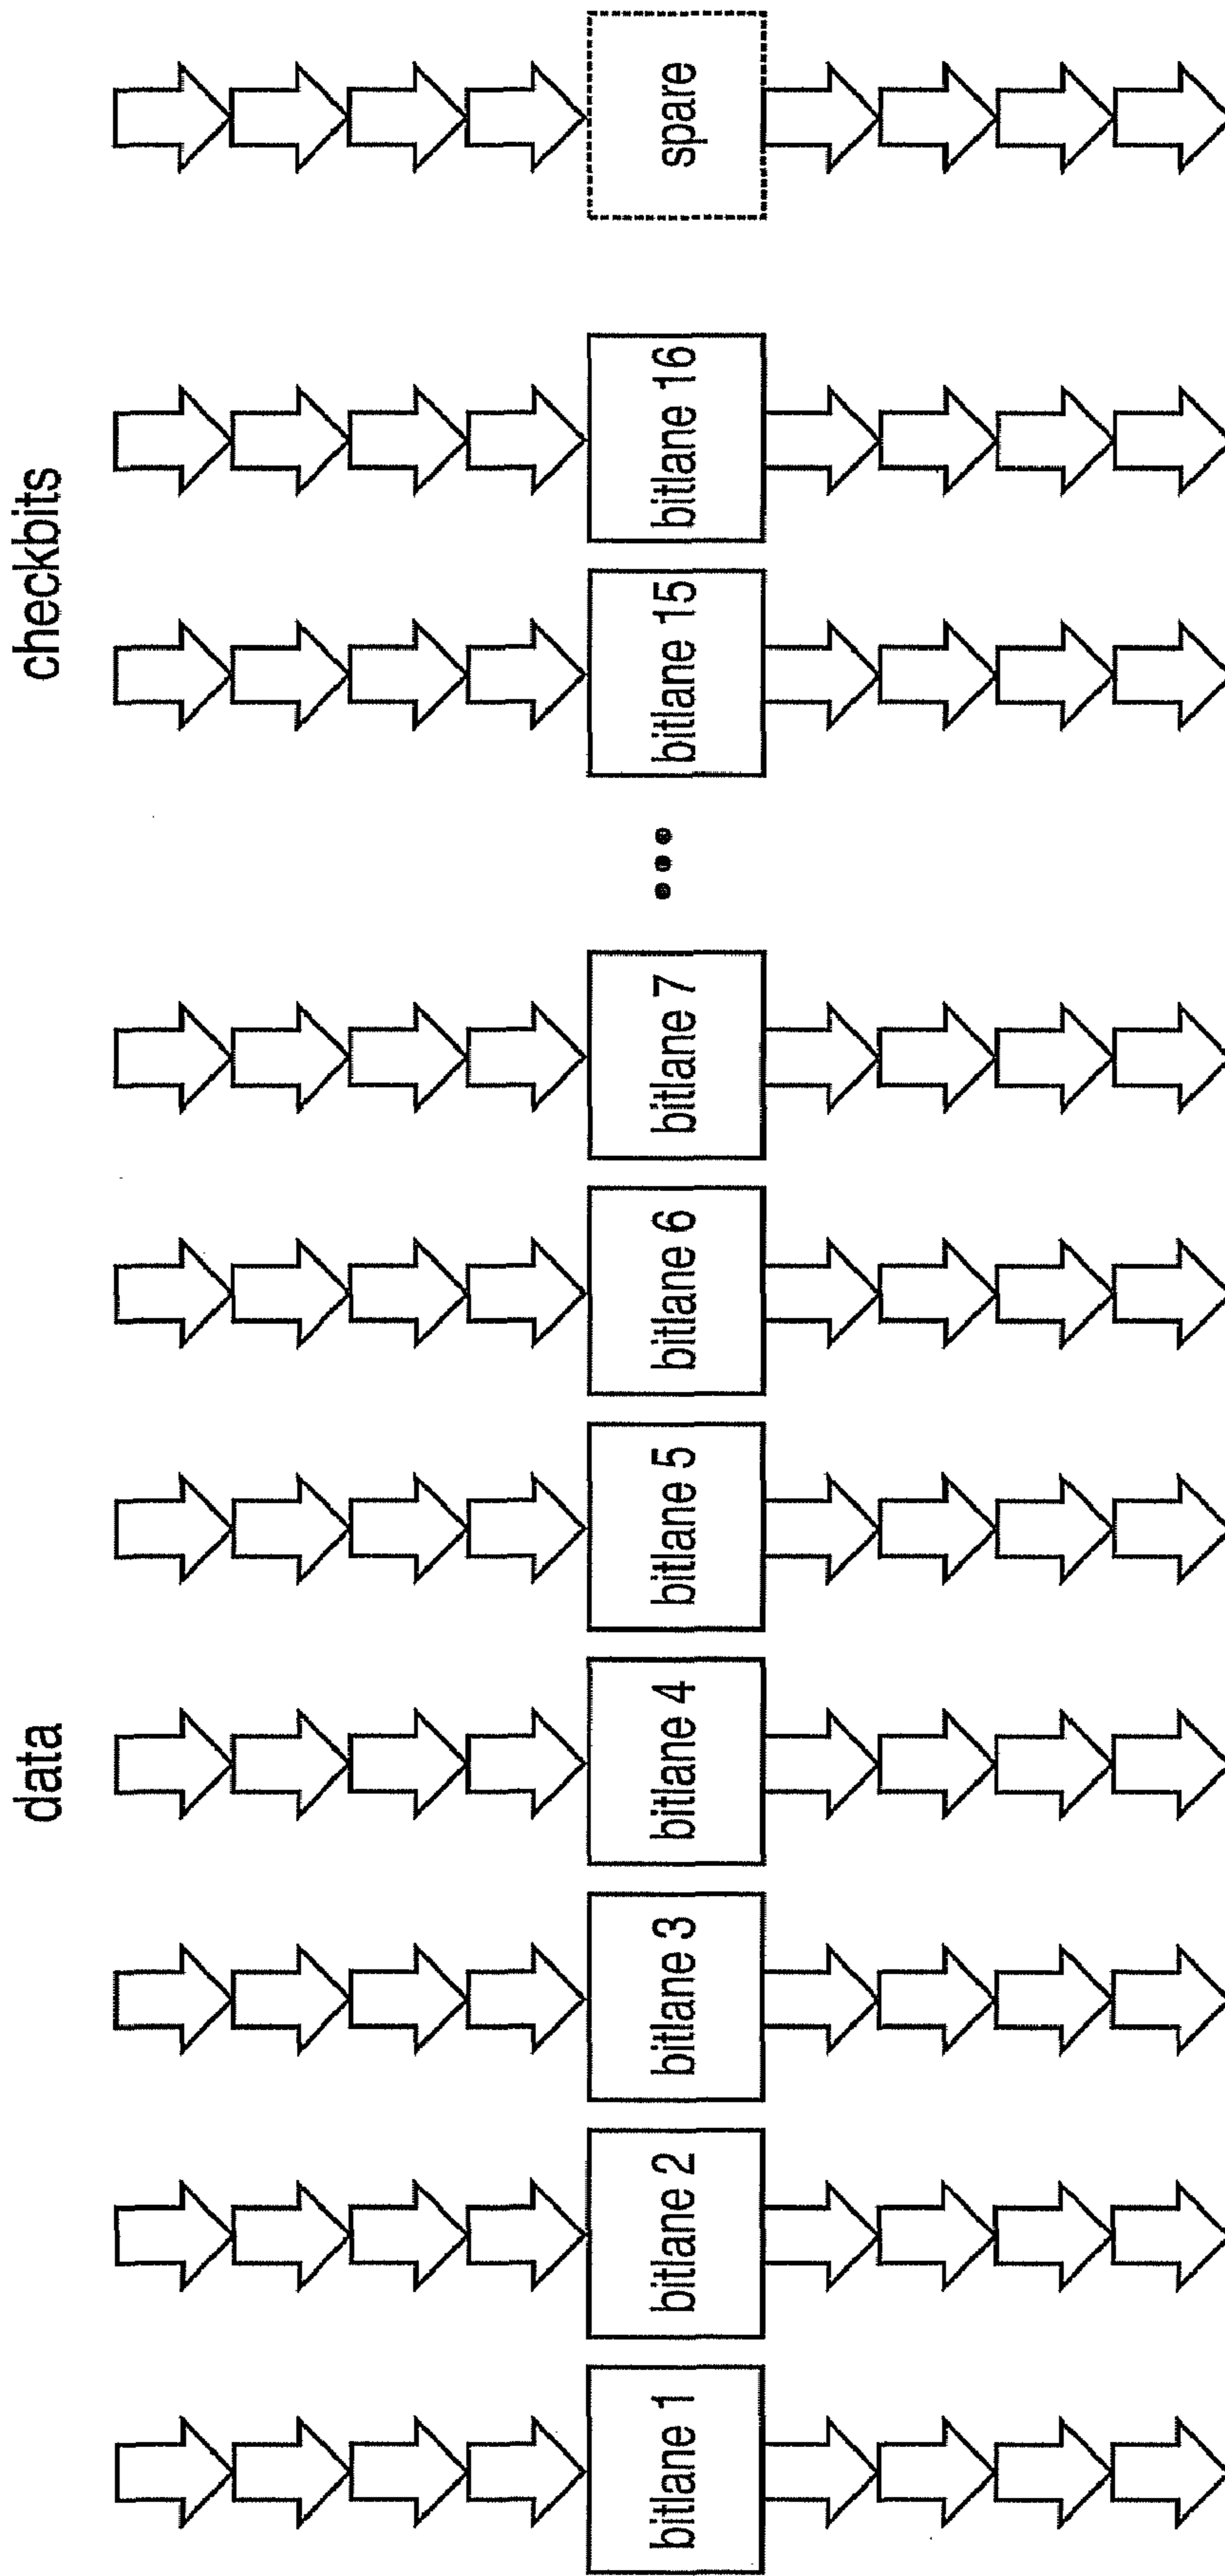 data
checkbits
bitlane 1
bitlane 2
bitlane 3
bitlane 4
bitlane 5
bitlane 6
bitlane 7
...
bitlane 15
bitlane 16
spare